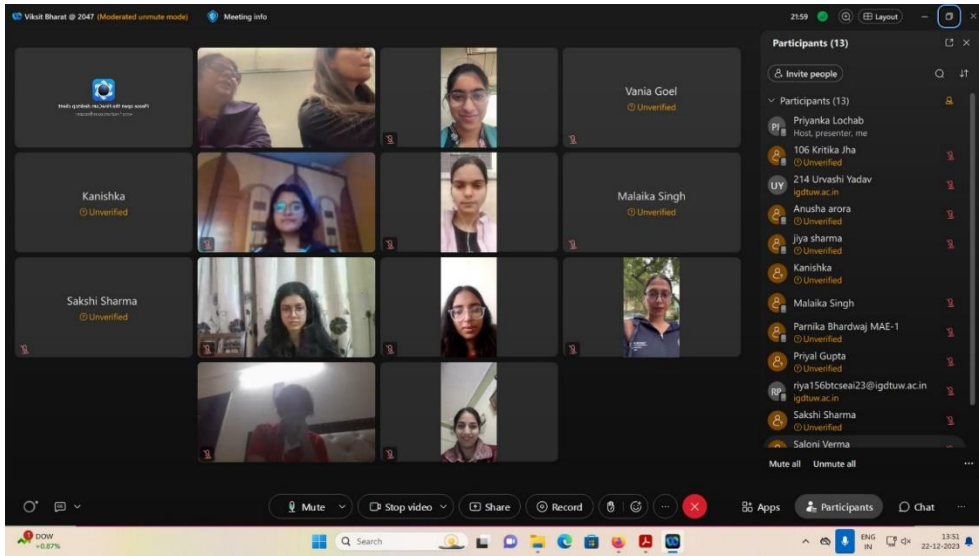 Viksit Bharat @ 2047 (Moderated unmute mode)
Meeting info
21:59
Layout
Vania Goel
Unverified
Kanishka
Unverified
Malaika Singh
Unverified
Sakshi Sharma
Unverified
Participants (13)
Invite people
Participants (13)
PJ
Priyanka Lochab
Host, presenter, me
106 Kritika Jha
Unverified
UY
214 Urvashi Yadav
igdtuw.ac.in
Anusha arora
Unverified
jiya sharma
Unverified
Kanishka
Unverified
Malaika Singh
Parnika Bhardwaj MAE-1
Unverified
Priyal Gupta
Unverified
RP
riya156btcseai23@igdtuw.ac.in
igdtuw.ac.in
Sakshi Sharma
Unverified
Saloni Verma
Mute all Unmute all
Mute
Stop video
Share
Record
Apps
Participants
Chat
DOW
+0.87%
Search
ENG
IN
13:51
22-12-2023